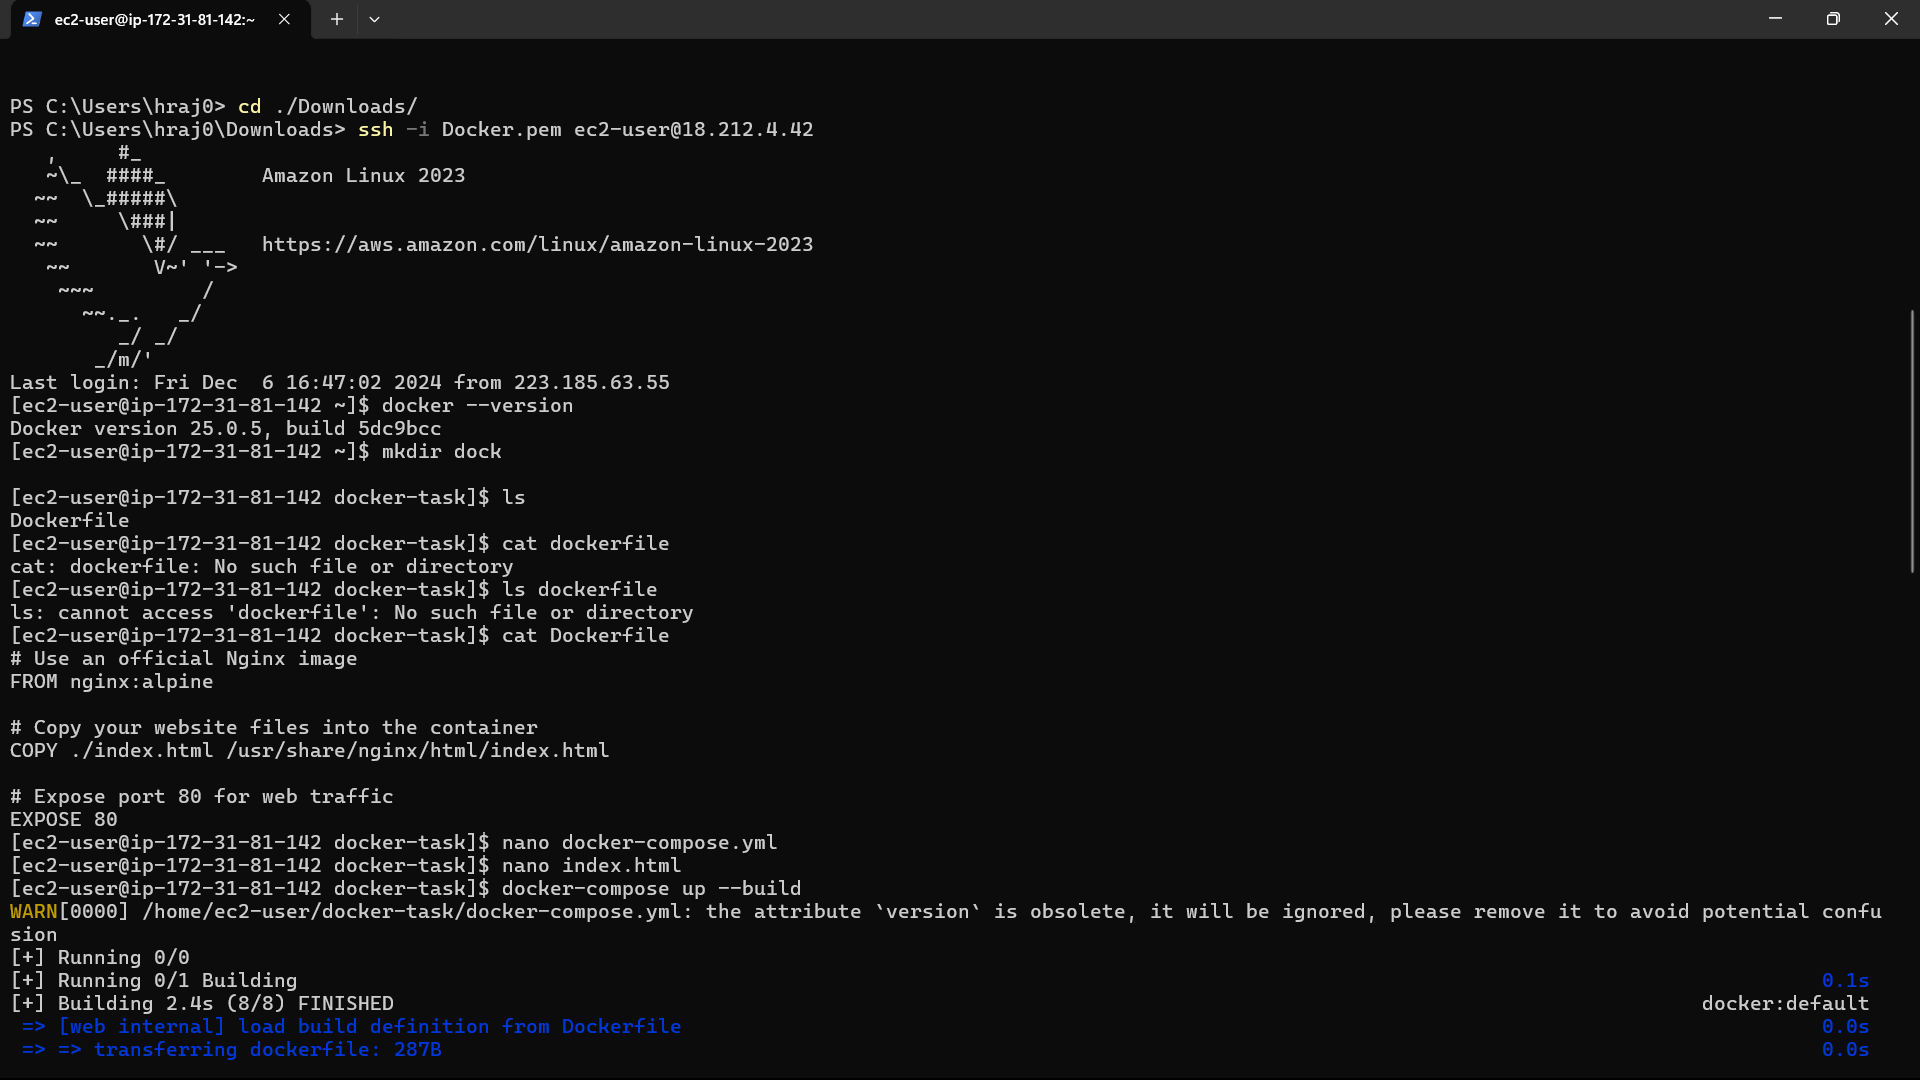 ec2-user@ip-172-31-81-142:~
PS C:\Users\hraj0> cd ./Downloads/
PS C:\Users\hraj0\Downloads> ssh -i Docker.pem ec2-user@18.212.4.42
   ,     #_
   ~\_  ####_        Amazon Linux 2023
  ~~  \_#####\
  ~~     \###|
  ~~       \#/ ___   https://aws.amazon.com/linux/amazon-linux-2023
   ~~       V~' '->
    ~~~         /
      ~~._.   _/
         _/ _/
       _/m/'
Last login: Fri Dec  6 16:47:02 2024 from 223.185.63.55
[ec2-user@ip-172-31-81-142 ~]$ docker --version
Docker version 25.0.5, build 5dc9bcc
[ec2-user@ip-172-31-81-142 ~]$ mkdir dock
[ec2-user@ip-172-31-81-142 docker-task]$ ls
Dockerfile
[ec2-user@ip-172-31-81-142 docker-task]$ cat dockerfile
cat: dockerfile: No such file or directory
[ec2-user@ip-172-31-81-142 docker-task]$ ls dockerfile
ls: cannot access 'dockerfile': No such file or directory
[ec2-user@ip-172-31-81-142 docker-task]$ cat Dockerfile
# Use an official Nginx image
FROM nginx:alpine
# Copy your website files into the container
COPY ./index.html /usr/share/nginx/html/index.html
# Expose port 80 for web traffic
EXPOSE 80
[ec2-user@ip-172-31-81-142 docker-task]$ nano docker-compose.yml
[ec2-user@ip-172-31-81-142 docker-task]$ nano index.html
[ec2-user@ip-172-31-81-142 docker-task]$ docker-compose up --build
WARN[0000] /home/ec2-user/docker-task/docker-compose.yml: the attribute `version` is obsolete, it will be ignored, please remove it to avoid potential confu
sion
[+] Running 0/0
[+] Running 0/1 Building 0.1s
[+] Building 2.4s (8/8) FINISHED docker:default
 => [web internal] load build definition from Dockerfile 0.0s
 => => transferring dockerfile: 287B 0.0s